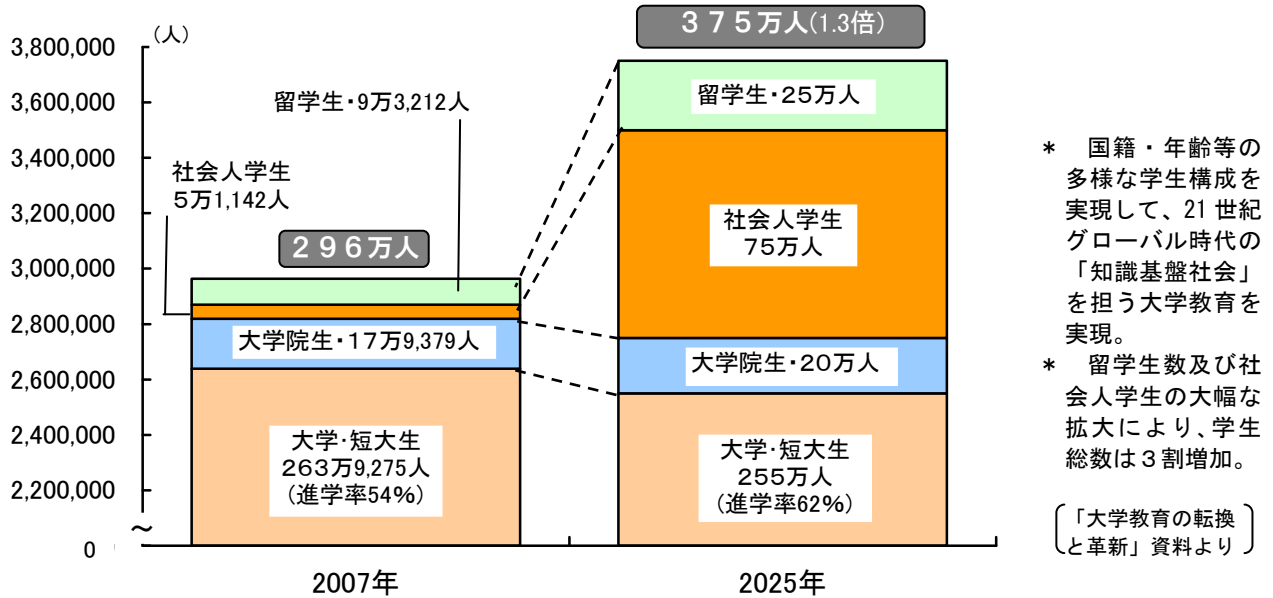 (人)
3,800,000
3,600,000
3,400,000
3,200,000
3,000,000
2,800,000
2,600,000
2,400,000
2,200,000
~
0
留学生・9万3,212人
社会人学生
5万1,142人
296万人
大学院生・17万9,379人
大学・短大生
263万9,275人
(進学率54%)
2007年
375万人(1.3倍)
留学生・25万人
社会人学生
75万人
大学院生・20万人
大学・短大生
255万人
(進学率62%)
2025年
* 国籍・年齢等の
多様な学生構成を
実現して、21世紀
グローバル時代の
「知識基盤社会」
を担う大学教育を
実現。
* 留学生数及び社
会人学生の大幅な
拡大により、学生
総数は3割増加。
「大学教育の転換
と革新」資料より